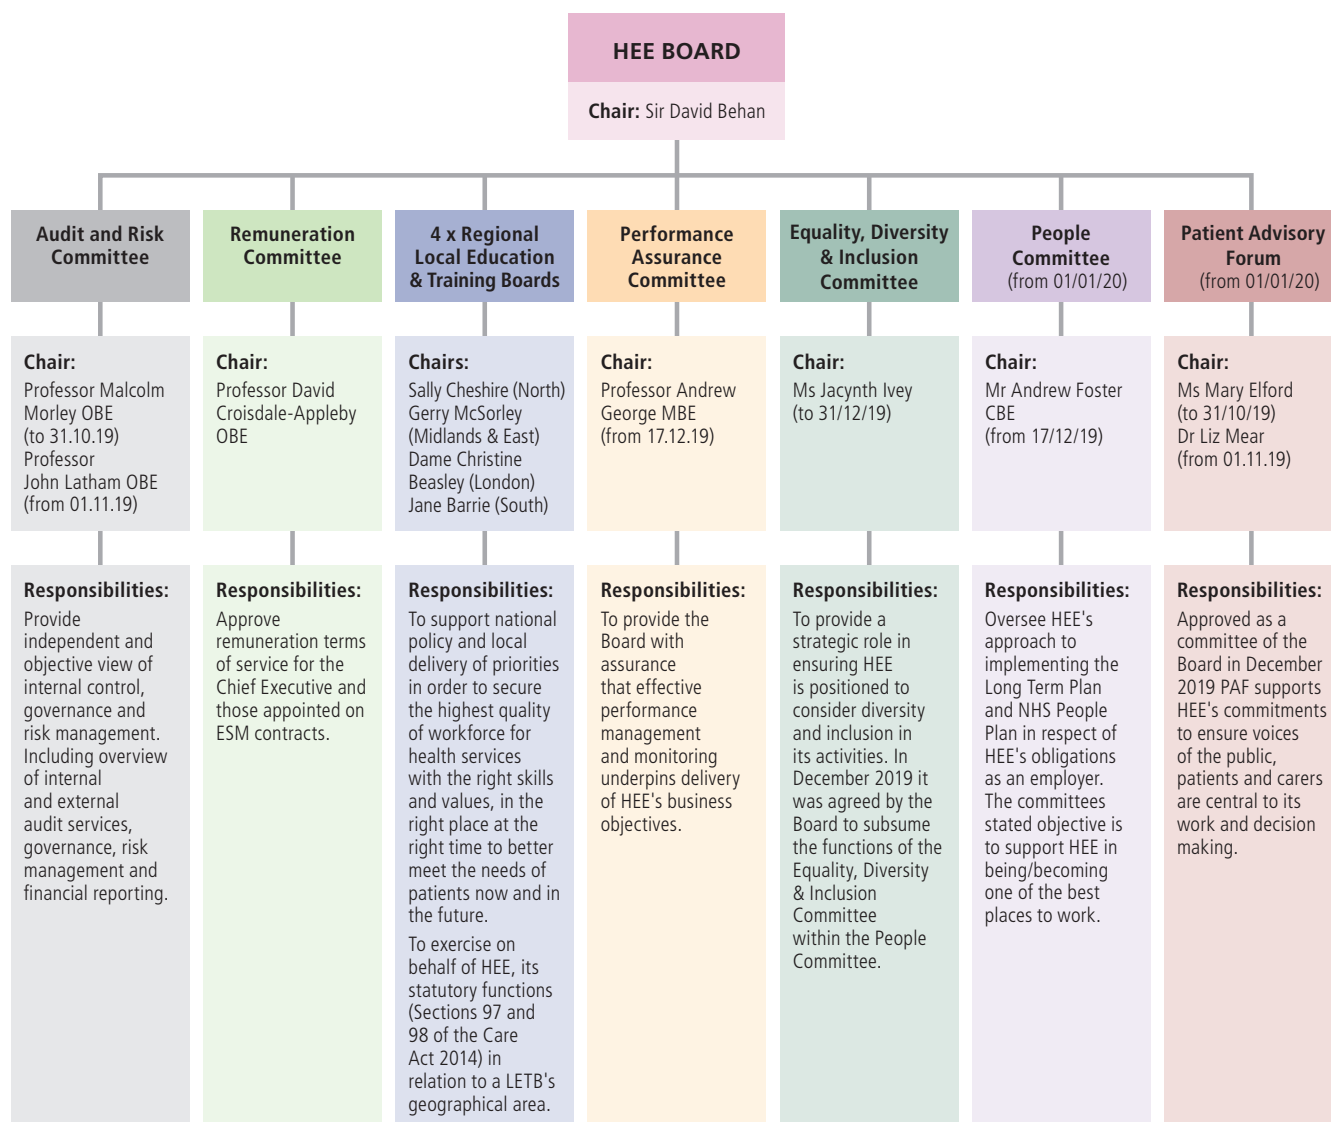 HEE BOARD
Chair: Sir David Behan
Audit and Risk
Committee
Chair:
Professor Malcolm
Morley OBE
(to 31.10.19)
Professor
John Latham OBE
(from 01.11.19)
Responsibilities:
Provide
independent and
objective view of
internal control,
governance and
risk management.
Including overview
of internal
and external
audit services,
governance, risk
management and
financial reporting.
Remuneration
Committee
Chair:
Professor David
Croisdale-Appleby
OBE
Responsibilities:
Approve
remuneration terms
of service for the
Chief Executive and
those appointed on
ESM contracts.
4 x Regional
Local Education
& Training Boards
Chairs:
Sally Cheshire (North)
Gerry McSorley
(Midlands & East)
Dame Christine
Beasley (London)
Jane Barrie (South)
Responsibilities:
To support national
policy and local
delivery of priorities
in order to secure
the highest quality
of workforce for
health services
with the right skills
and values, in the
right place at the
right time to better
meet the needs of
patients now and in
the future.
To exercise on
behalf of HEE, its
statutory functions
(Sections 97 and
98 of the Care
Act 2014) in
relation to a LETB's
geographical area.
Performance
Assurance
Committee
Chair:
Professor Andrew
George MBE
(from 17.12.19)
Responsibilities:
To provide the
Board with
assurance
that effective
performance
management
and monitoring
underpins delivery
of HEE's business
objectives.
Equality, Diversity
& Inclusion
Committee
Chair:
Ms Jacynth Ivey
(to 31/12/19)
Responsibilities:
To provide a
strategic role in
ensuring HEE
is positioned to
consider diversity
and inclusion in
its activities. In
December 2019 it
was agreed by the
Board to subsume
the functions of the
Equality, Diversity
& Inclusion
Committee
within the People
Committee.
People
Committee
(from 01/01/20)
Chair:
Mr Andrew Foster
CBE
(from 17/12/19)
Responsibilities:
Oversee HEE's
approach to
implementing the
Long Term Plan
and NHS People
Plan in respect of
HEE's obligations
as an employer.
The committees
stated objective is
to support HEE in
being/becoming
one of the best
places to work.
Patient Advisory
Forum
(from 01/01/20)
Chair:
Ms Mary Elford
(to 31/10/19)
Dr Liz Mear
(from 01.11.19)
Responsibilities:
Approved as a
committee of the
Board in December
2019 PAF supports
HEE's commitments
to ensure voices
of the public,
patients and carers
are central to its
work and decision
making.